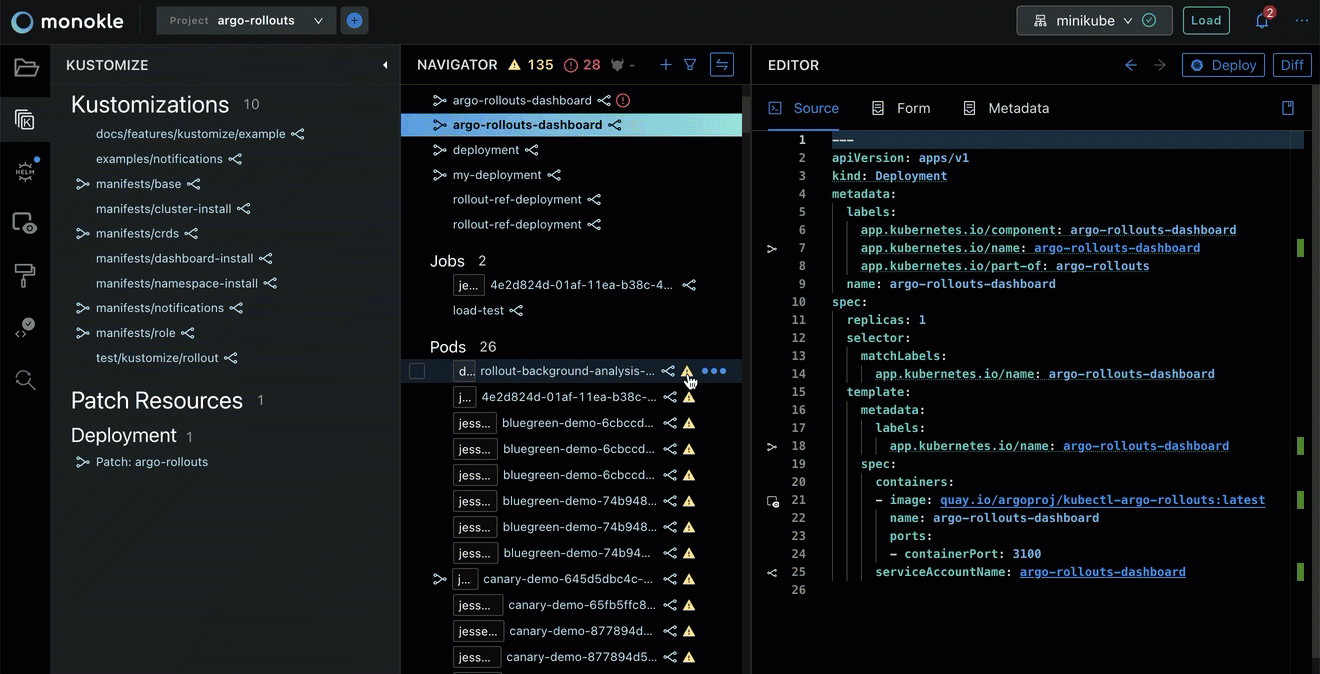 monokle
Project argo-rollouts
minikube
Load
2
KUSTOMIZE
Kustomizations 10
docs/features/kustomize/example
examples/notifications
manifests/base
manifests/cluster-install
manifests/crds
manifests/dashboard-install
manifests/namespace-install
manifests/notifications
manifests/role
test/kustomize/rollout
Patch Resources 1
Deployment 1
Patch: argo-rollouts
HELM
NAVIGATOR 135 28 -
argo-rollouts-dashboard
argo-rollouts-dashboard
deployment
my-deployment
rollout-ref-deployment
rollout-ref-deployment
Jobs 2
je... 4e2d824d-01af-11ea-b38c-4...
load-test
Pods 26
d... rollout-background-analysis-...
j... 4e2d824d-01af-11ea-b38c-...
jess... bluegreen-demo-6cbccd...
jess... bluegreen-demo-6cbccd...
jess... bluegreen-demo-6cbccd...
jess... bluegreen-demo-74b948...
jess... bluegreen-demo-74b948...
jess... bluegreen-demo-74b94...
j... canary-demo-645d5dbc4c-...
jess... canary-demo-65fb5ffc8...
jesse... canary-demo-877894d...
jess... canary-demo-877894d5...
EDITOR
Deploy
Diff
Source
Form
Metadata
1 ---
2 apiVersion: apps/v1
3 kind: Deployment
4 metadata:
5 labels:
6 app.kubernetes.io/component: argo-rollouts-dashboard
7 app.kubernetes.io/name: argo-rollouts-dashboard
8 app.kubernetes.io/part-of: argo-rollouts
9 name: argo-rollouts-dashboard
10 spec:
11 replicas: 1
12 selector:
13 matchLabels:
14 app.kubernetes.io/name: argo-rollouts-dashboard
15 template:
16 metadata:
17 labels:
18 app.kubernetes.io/name: argo-rollouts-dashboard
19 spec:
20 containers:
21 - image: quay.io/argoproj/kubectl-argo-rollouts:latest
22 name: argo-rollouts-dashboard
23 ports:
24 - containerPort: 3100
25 serviceAccountName: argo-rollouts-dashboard
26